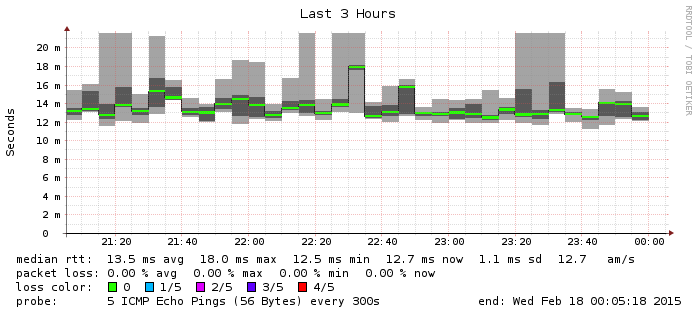 Last 3 Hours
RRDTOOL / TOBI OETIKER
Seconds
20 m
18 m
16 m
14 m
12 m
10 m
8 m
6 m
4 m
2 m
0
21:20 21:40 22:00 22:20 22:40 23:00 23:20 23:40 00:00
median rtt: 13.5 ms avg 18.0 ms max 12.5 ms min 12.7 ms now 1.1 ms sd 12.7 am/s
packet loss: 0.00 % avg 0.00 % max 0.00 % min 0.00 % now
loss color: 0 1/5 2/5 3/5 4/5
probe: 5 ICMP Echo Pings (56 Bytes) every 300s end: Wed Feb 18 00:05:18 2015